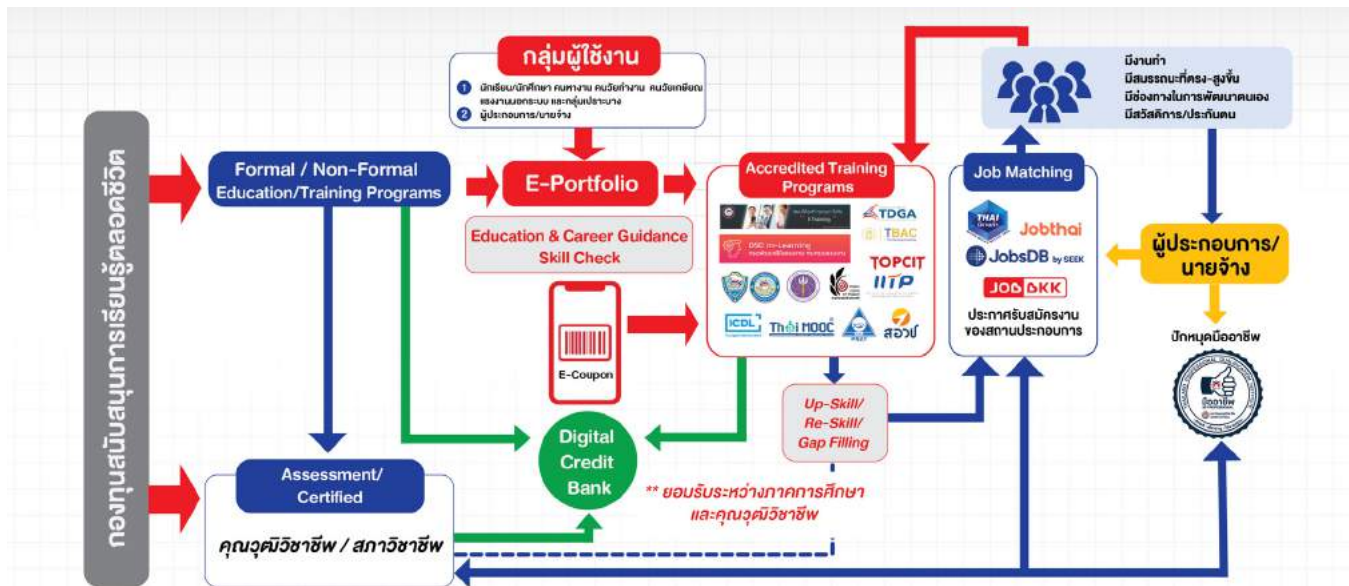 กองทุนสนับสนุนการเรียนรู้ตลอดชีวิต
กลุ่มผู้ใช้งาน
1 นักเรียน/นักศึกษา คนหางาน คนวัยทำงาน คนวัยเกษียณ
แรงงานนอกระบบ และกลุ่มเปราะบาง
2 ผู้ประกอบการ/นายจ้าง
มีงานทำ
มีสมรรถนะที่ตรง-สูงขึ้น
มีช่องทางในการพัฒนาตนเอง
มีสวัสดิการ/ประกันตน
Formal / Non-Formal
Education/Training Programs
E-Portfolio
Education & Career Guidance
Skill Check
E-Coupon
Accredited Training
Programs
E-Training
TDGA
TBAC
DSD m-Learning
TOPCIT
IITP
ICDL
Thai MOOC
สอวช
Job Matching
THAI
Jobthai
JobsDB by SEEK
JOB BKK
ประกาศรับสมัครงาน
ของสถานประกอบการ
ผู้ประกอบการ/
นายจ้าง
ปักหมุดมืออาชีพ
มืออาชีพ
Up-Skill/
Re-Skill/
Gap Filling
Digital
Credit
Bank
** ยอมรับระหว่างภาคการศึกษา
และคุณวุฒิวิชาชีพ
Assessment/
Certified
คุณวุฒิวิชาชีพ / สภาวิชาชีพ